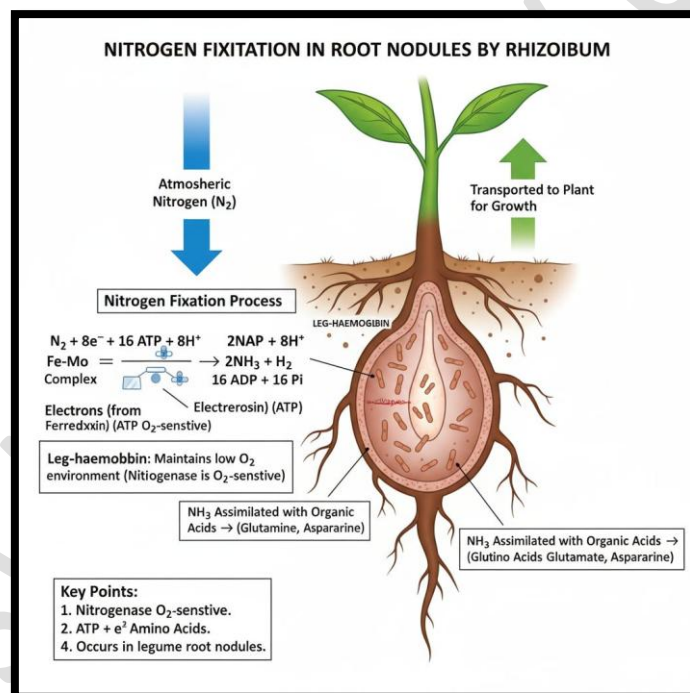 NITROGEN FIXITATION IN ROOT NODULES BY RHIZOIBUM
Atmosheric
Nitrogen (N₂)
Transported to Plant
for Growth
Nitrogen Fixation Process
LEG-HAEMOGLBIN
N₂ + 8e⁻ + 16 ATP + 8H⁺ 2NAP + 8H⁺
Fe-Mo = → 2NH₃ + H₂
Complex 16 ADP + 16 Pi
Electrons (from Electrerosin) (ATP)
Ferredxxin) (ATP O₂-senstive)
Leg-haemobbin: Maintains low O₂
environment (Nitiogenase is O₂-senstive)
NH₃ Assimilated with Organic
Acids → (Glutamine, Aspararine)
NH₃ Assimilated with Organic Acids →
(Glutino Acids Glutamate, Aspararine)
Key Points:
1. Nitrogenase O₂-senstive.
2. ATP + e² Amino Acids.
4. Occurs in legume root nodules.